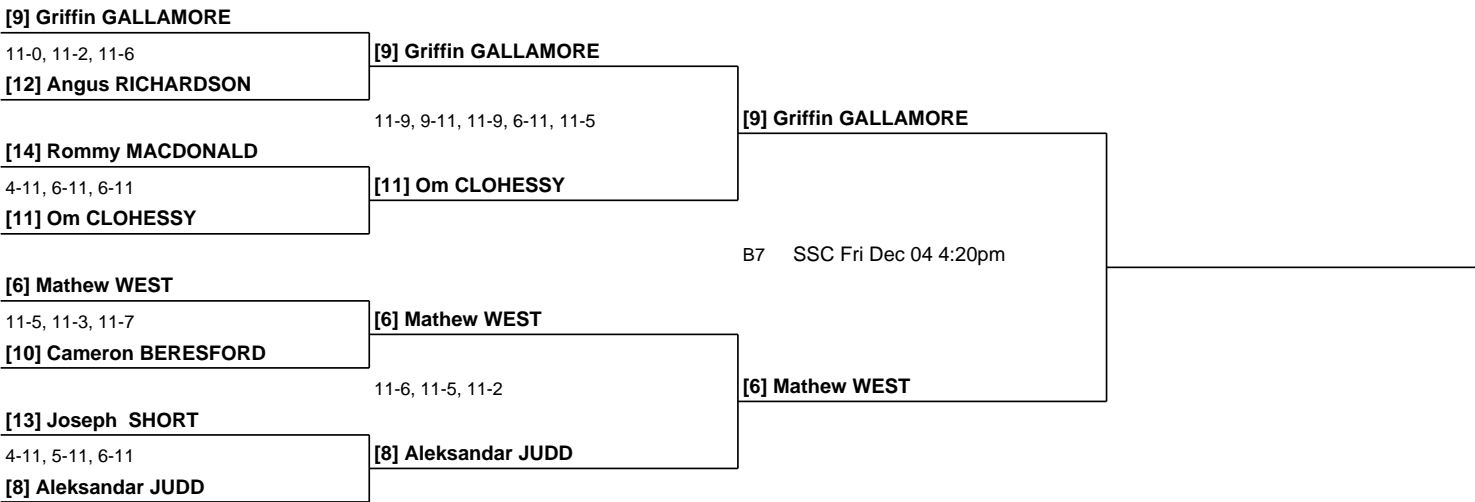 [9] Griffin GALLAMORE
11-0, 11-2, 11-6
[9] Griffin GALLAMORE
[12] Angus RICHARDSON
11-9, 9-11, 11-9, 6-11, 11-5
[9] Griffin GALLAMORE
[14] Rommy MACDONALD
4-11, 6-11, 6-11
[11] Om CLOHESSY
[11] Om CLOHESSY
B7 SSC Fri Dec 04 4:20pm
[6] Mathew WEST
11-5, 11-3, 11-7
[6] Mathew WEST
[10] Cameron BERESFORD
11-6, 11-5, 11-2
[6] Mathew WEST
[13] Joseph  SHORT
4-11, 5-11, 6-11
[8] Aleksandar JUDD
[8] Aleksandar JUDD